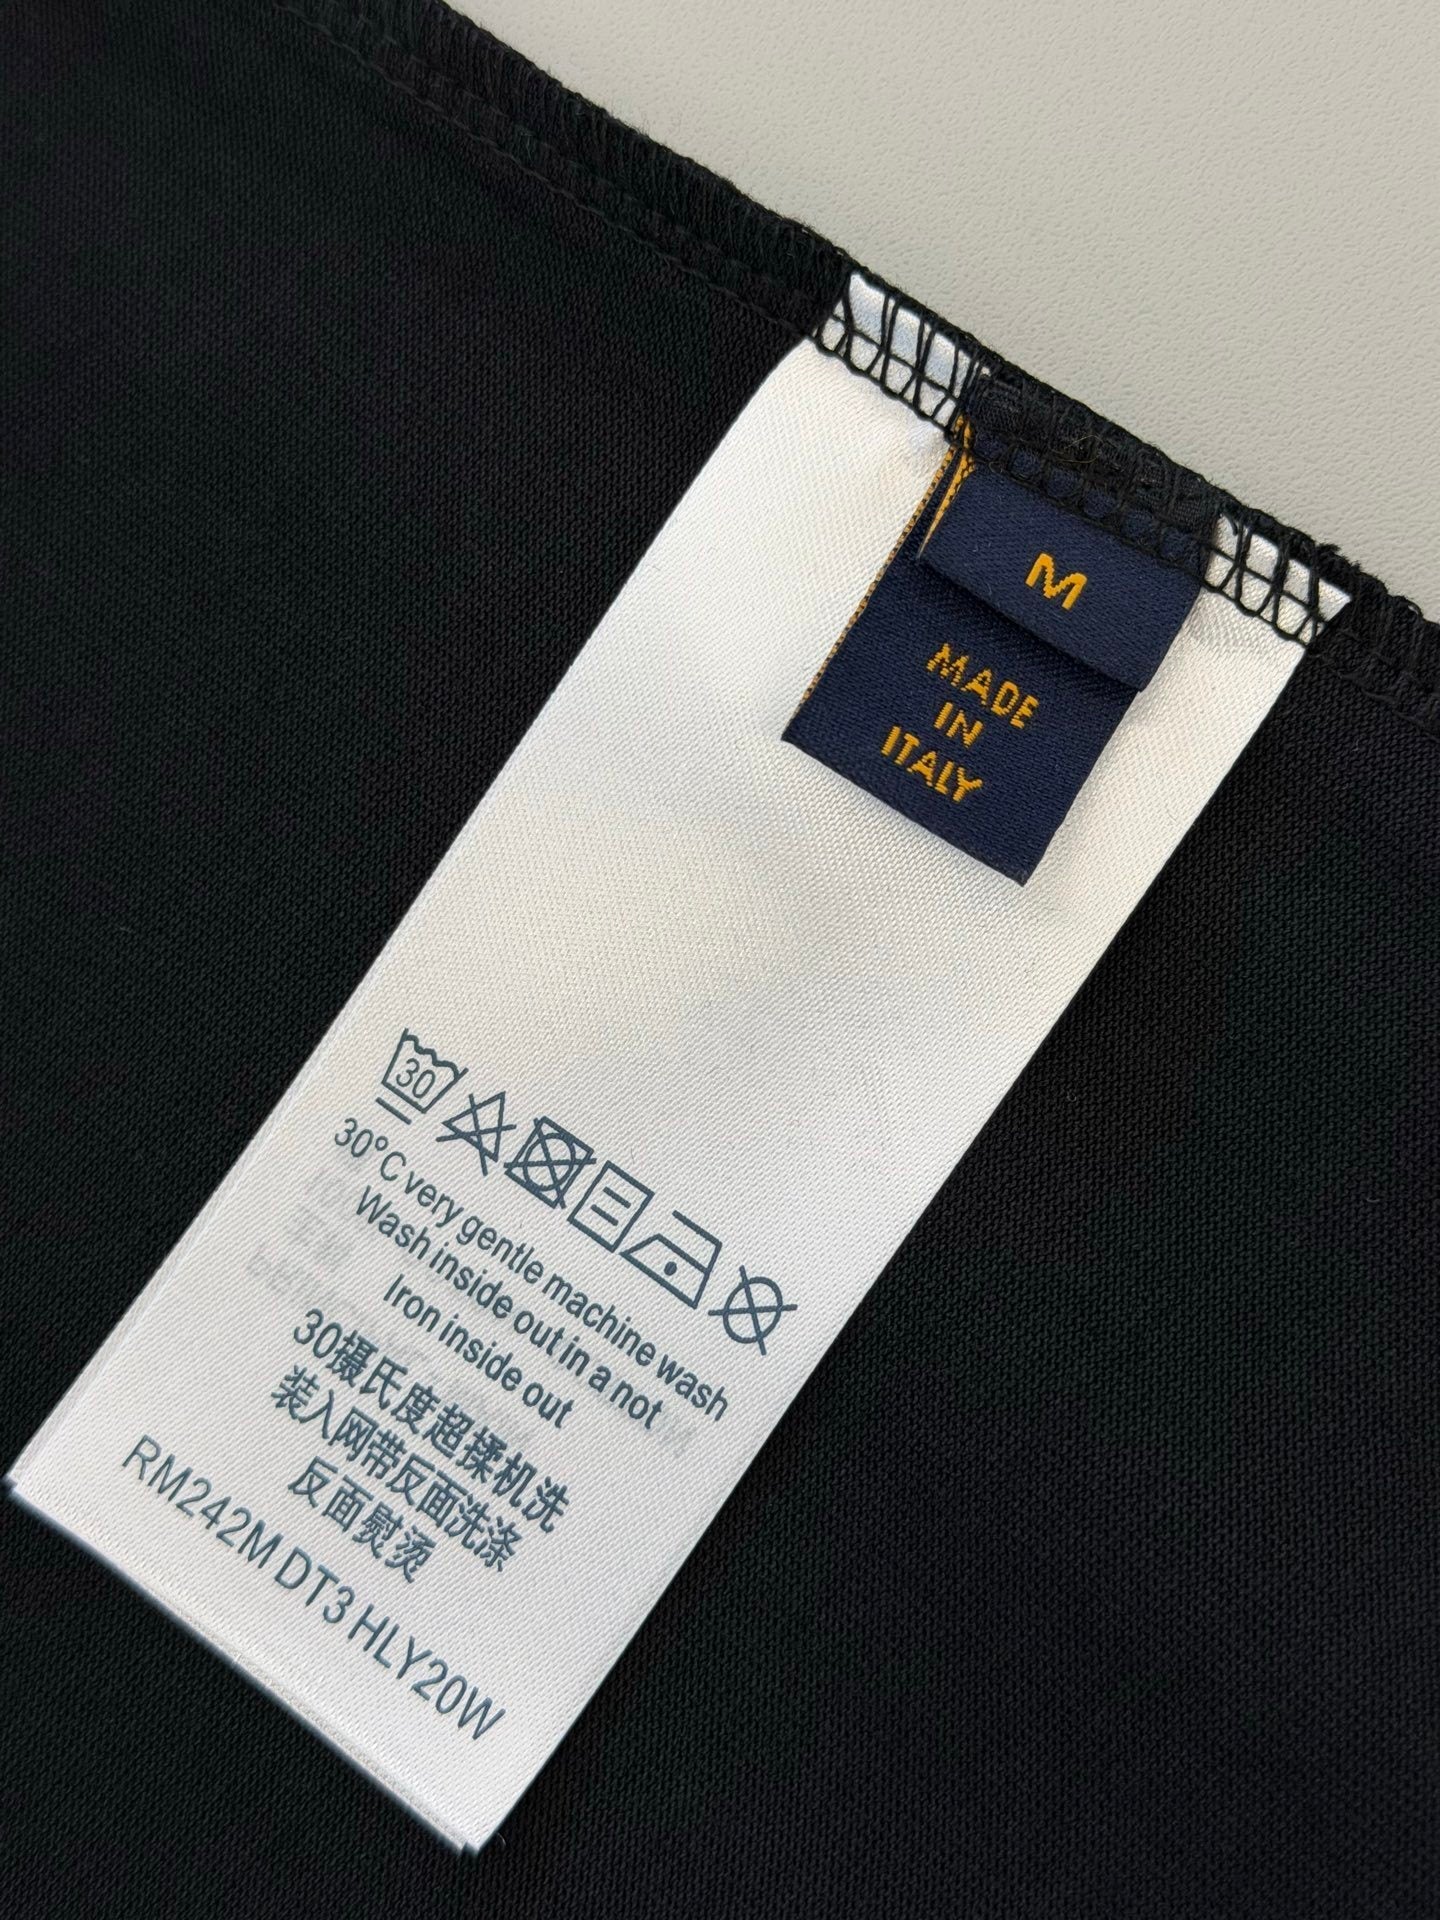 M
MADE
IN
ITALY
30
30°C very gentle machine wash
Wash inside out in a not
Iron inside out
30摄氏度超揉机洗
装入网带反面洗涤
反面熨烫
RM242M DT3 HLY20W